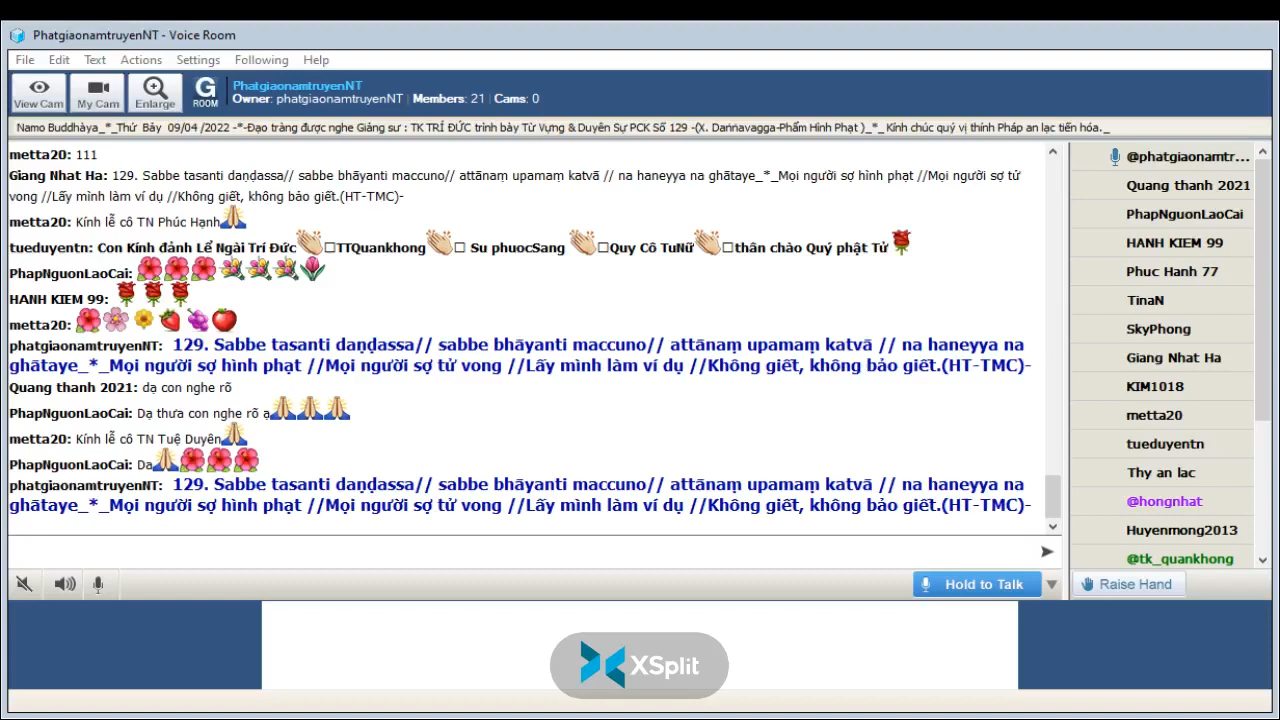 PhatgiaonamtruyenNT - Voice Room
File Edit Text Actions Settings Following Help
View Cam My Cam Enlarge G ROOM
PhatgiaonamtruyenNT
Owner: phatgiaonamtruyenNT | Members: 21 | Cams: 0
Namo Buddhàya_*_Thứ Bảy 09/04 /2022 -*-Đạo tràng được nghe Giảng sư : TK TRÍ ĐỨC trình bày Từ Vựng & Duyên Sự PCK Số 129 -(X. Daṇḍavagga-Phẩm Hình Phạt )_*_ Kính chúc quý vị thính Pháp an lạc tiến hóa._
metta20: 111
Giang Nhat Ha: 129. Sabbe tasanti daṇḍassa// sabbe bhāyanti maccuno// attānaṃ upamaṃ katvā // na haneyya na ghātaye_*_Mọi người sợ hình phạt //Mọi người sợ tử
vong //Lấy mình làm ví dụ //Không giết, không bảo giết.(HT-TMC)-
metta20: Kính lễ cô TN Phúc Hạnh🙏
tueduyentn: Con Kính đảnh Lể Ngài Trí Đức👏□TTQuankhong👏□ Su phuocSang 👏□Quy Cô TuNữ👏□thân chào Quý phật Tử 🌹
PhapNguonLaoCai: 🌺🌺🌺💐💐💐🌷
HANH KIEM 99: 🌹🌹🌹
metta20: 🌺🌸🌼🍓🍇🍎
phatgiaonamtruyenNT: 129. Sabbe tasanti daṇḍassa// sabbe bhāyanti maccuno// attānaṃ upamaṃ katvā // na haneyya na
ghātaye_*_Mọi người sợ hình phạt //Mọi người sợ tử vong //Lấy mình làm ví dụ //Không giết, không bảo giết.(HT-TMC)-
Quang thanh 2021: dạ con nghe rõ
PhapNguonLaoCai: Dạ thưa con nghe rõ ạ🙏🙏🙏
metta20: Kính lễ cô TN Tuệ Duyên🙏
PhapNguonLaoCai: Dạ🙏🌺🌺🌺
phatgiaonamtruyenNT: 129. Sabbe tasanti daṇḍassa// sabbe bhāyanti maccuno// attānaṃ upamaṃ katvā // na haneyya na
ghātaye_*_Mọi người sợ hình phạt //Mọi người sợ tử vong //Lấy mình làm ví dụ //Không giết, không bảo giết.(HT-TMC)-
Hold to Talk
@phatgiaonamtr...
Quang thanh 2021
PhapNguonLaoCai
HANH KIEM 99
Phuc Hanh 77
TinaN
SkyPhong
Giang Nhat Ha
KIM1018
metta20
tueduyentn
Thy an lac
@hongnhat
Huyenmong2013
@tk_quankhong
Raise Hand
XSplit